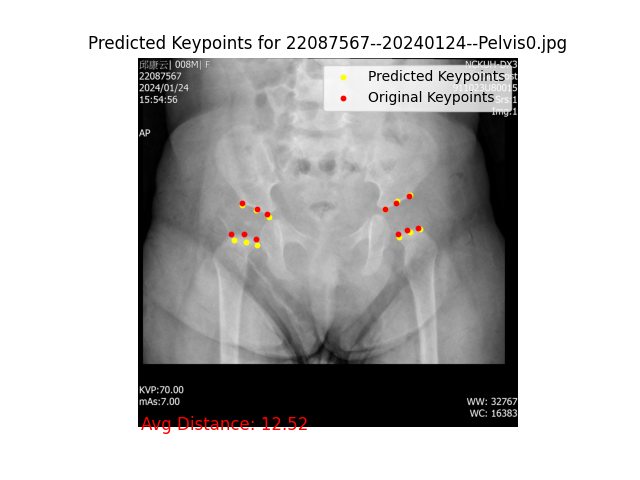 Predicted Keypoints for 22087567--20240124--Pelvis0.jpg
邱康云| 008M| F
22087567
2024/01/24
15:54:56
AP
NCKUH-DX3
Predicted Keypoints
Original Keypoints
Img:1
KVP:70.00
mAs:7.00
WW: 32767
WC: 16383
Avg Distance: 12.52